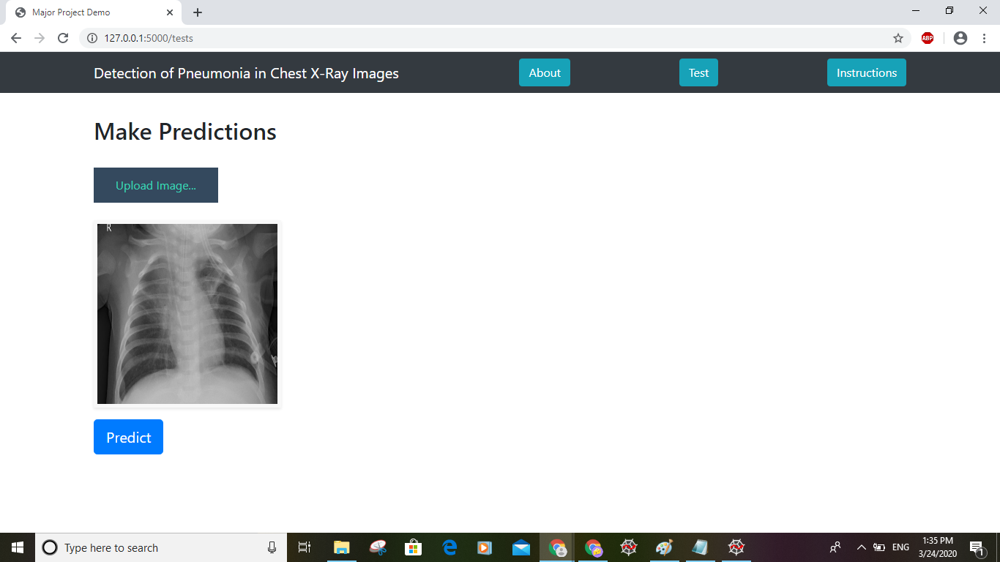 Major Project Demo
127.0.0.1:5000/tests
ABP
Detection of Pneumonia in Chest X-Ray Images
About
Test
Instructions
Make Predictions
Upload Image...
R
Predict
Type here to search
ENG
1:35 PM
3/24/2020
1